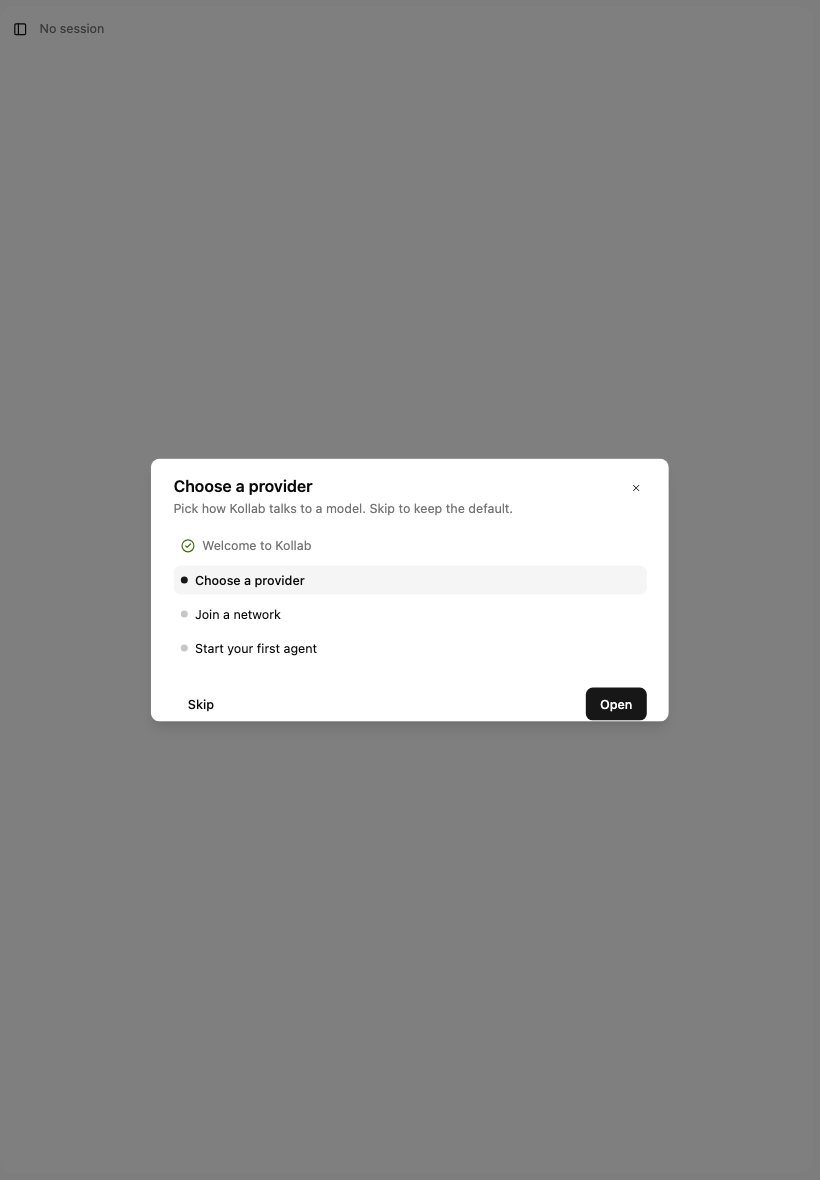 No session
Choose a provider
Pick how Kollab talks to a model. Skip to keep the default.
Welcome to Kollab
Choose a provider
Join a network
Start your first agent
Skip
Open